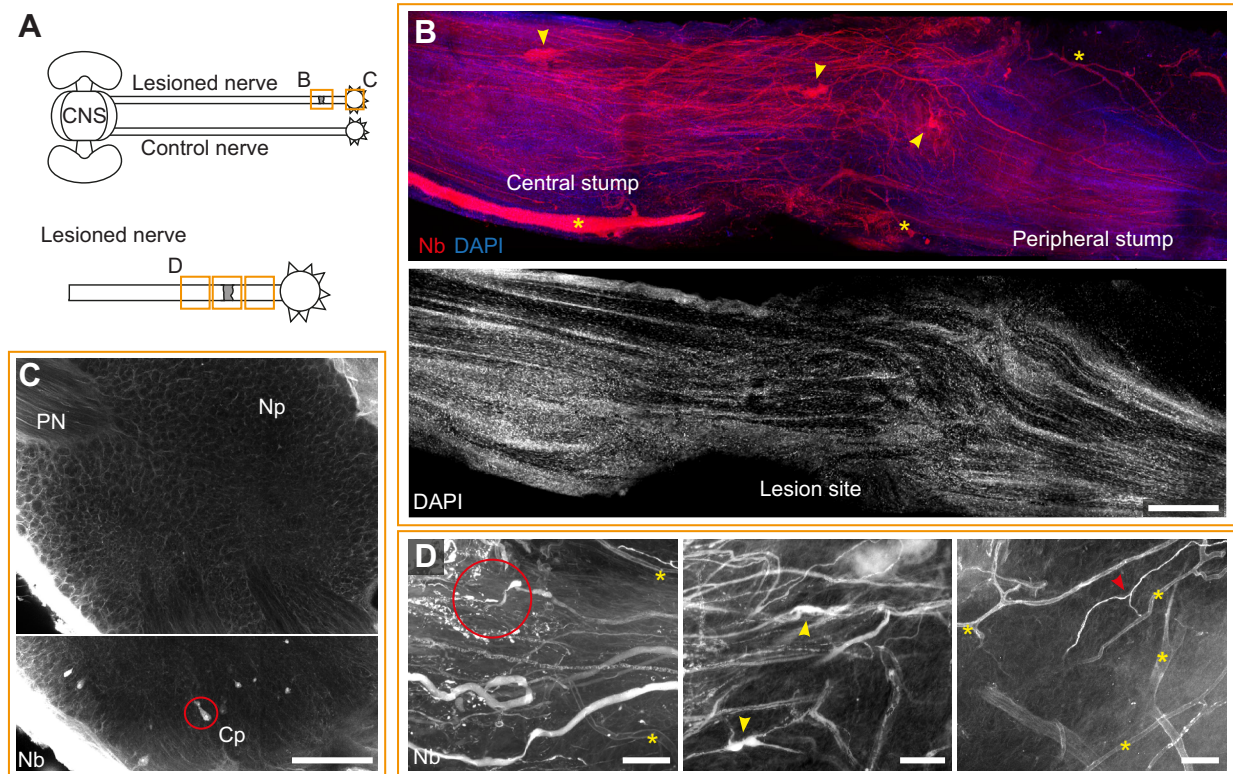 A
Lesioned nerve
B
C
CNS
Control nerve
Lesioned nerve
D
B
Central stump
Nb DAPI
Peripheral stump
DAPI
Lesion site
C
PN
Np
Cp
Nb
D
Nb